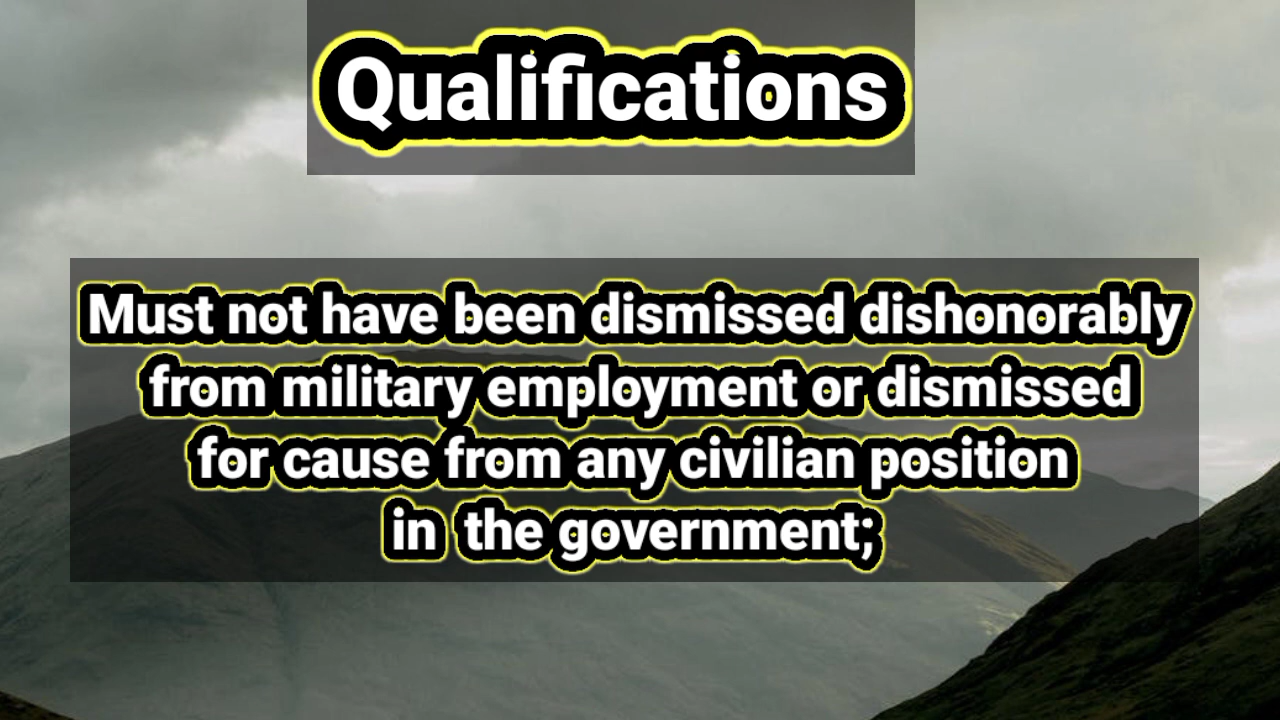 Qualifications
Must not have been dismissed dishonorably
from military employment or dismissed
for cause from any civilian position
in  the government;